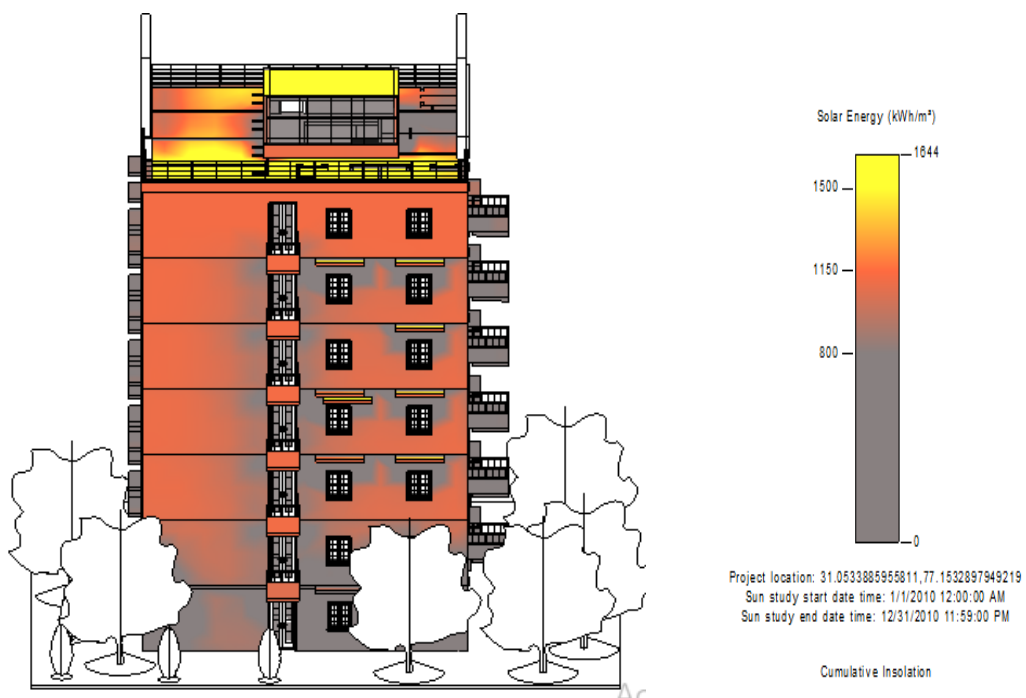 Solar Energy (kWh/m²)
1644
1500
1150
800
0
Project location: 31.0533885955811,77.1532897949219
Sun study start date time: 1/1/2010 12:00:00 AM
Sun study end date time: 12/31/2010 11:59:00 PM
Cumulative Insolation